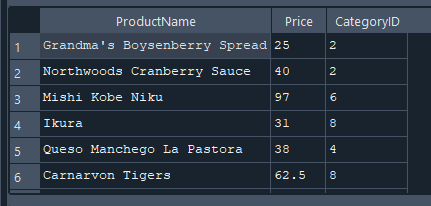 ProductName Price CategoryID
1 Grandma's Boysenberry Spread 25 2
2 Northwoods Cranberry Sauce 40 2
3 Mishi Kobe Niku 97 6
4 Ikura 31 8
5 Queso Manchego La Pastora 38 4
6 Carnarvon Tigers 62.5 8